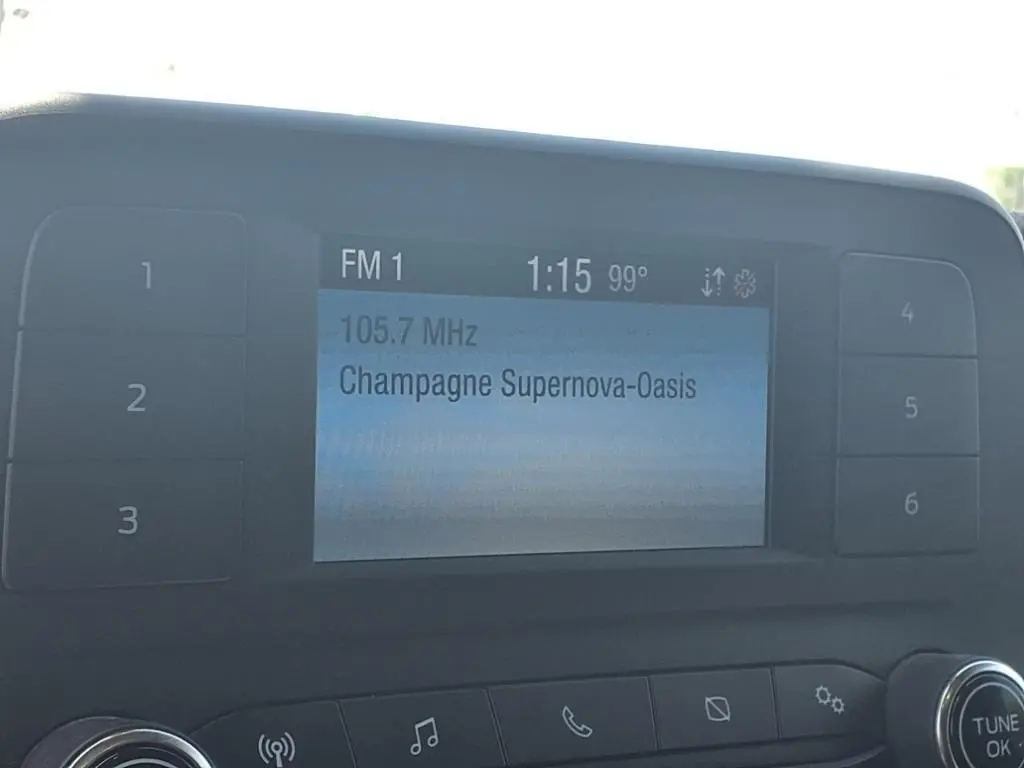 FM 1 1:15 99°
105.7 MHz
Champagne Supernova-Oasis
1
2
3
4
5
6
TUNE
OK